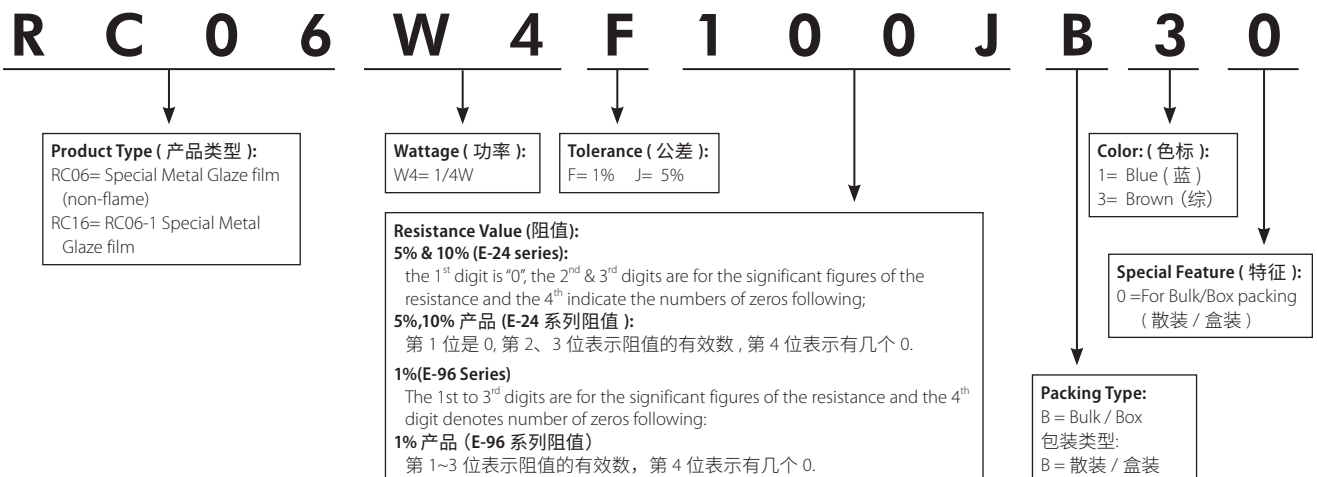 R C 0 6 W 4 F 1 0 0 J B 3 0
Product Type ( 产品类型 ):
RC06= Special Metal Glaze film
(non-flame)
RC16= RC06-1 Special Metal
Glaze film
Wattage ( 功率 ):
W4= 1/4W
Tolerance ( 公差 ):
F= 1% J= 5%
Resistance Value (阻值):
5% & 10% (E-24 series):
the 1st digit is "0", the 2nd & 3rd digits are for the significant figures of the
resistance and the 4th indicate the numbers of zeros following;
5%,10% 产品 (E-24 系列阻值 ):
第 1 位是 0, 第 2、3 位表示阻值的有效数 , 第 4 位表示有几个 0.
1%(E-96 Series)
The 1st to 3rd digits are for the significant figures of the resistance and the 4th
digit denotes number of zeros following:
1% 产品（E-96 系列阻值）
第 1~3 位表示阻值的有效数，第 4 位表示有几个 0.
Color: ( 色标 ):
1= Blue ( 蓝 )
3= Brown（综）
Special Feature ( 特征 ):
0 =For Bulk/Box packing
( 散装 / 盒装 )
Packing Type:
B = Bulk / Box
包装类型:
B = 散装 / 盒装